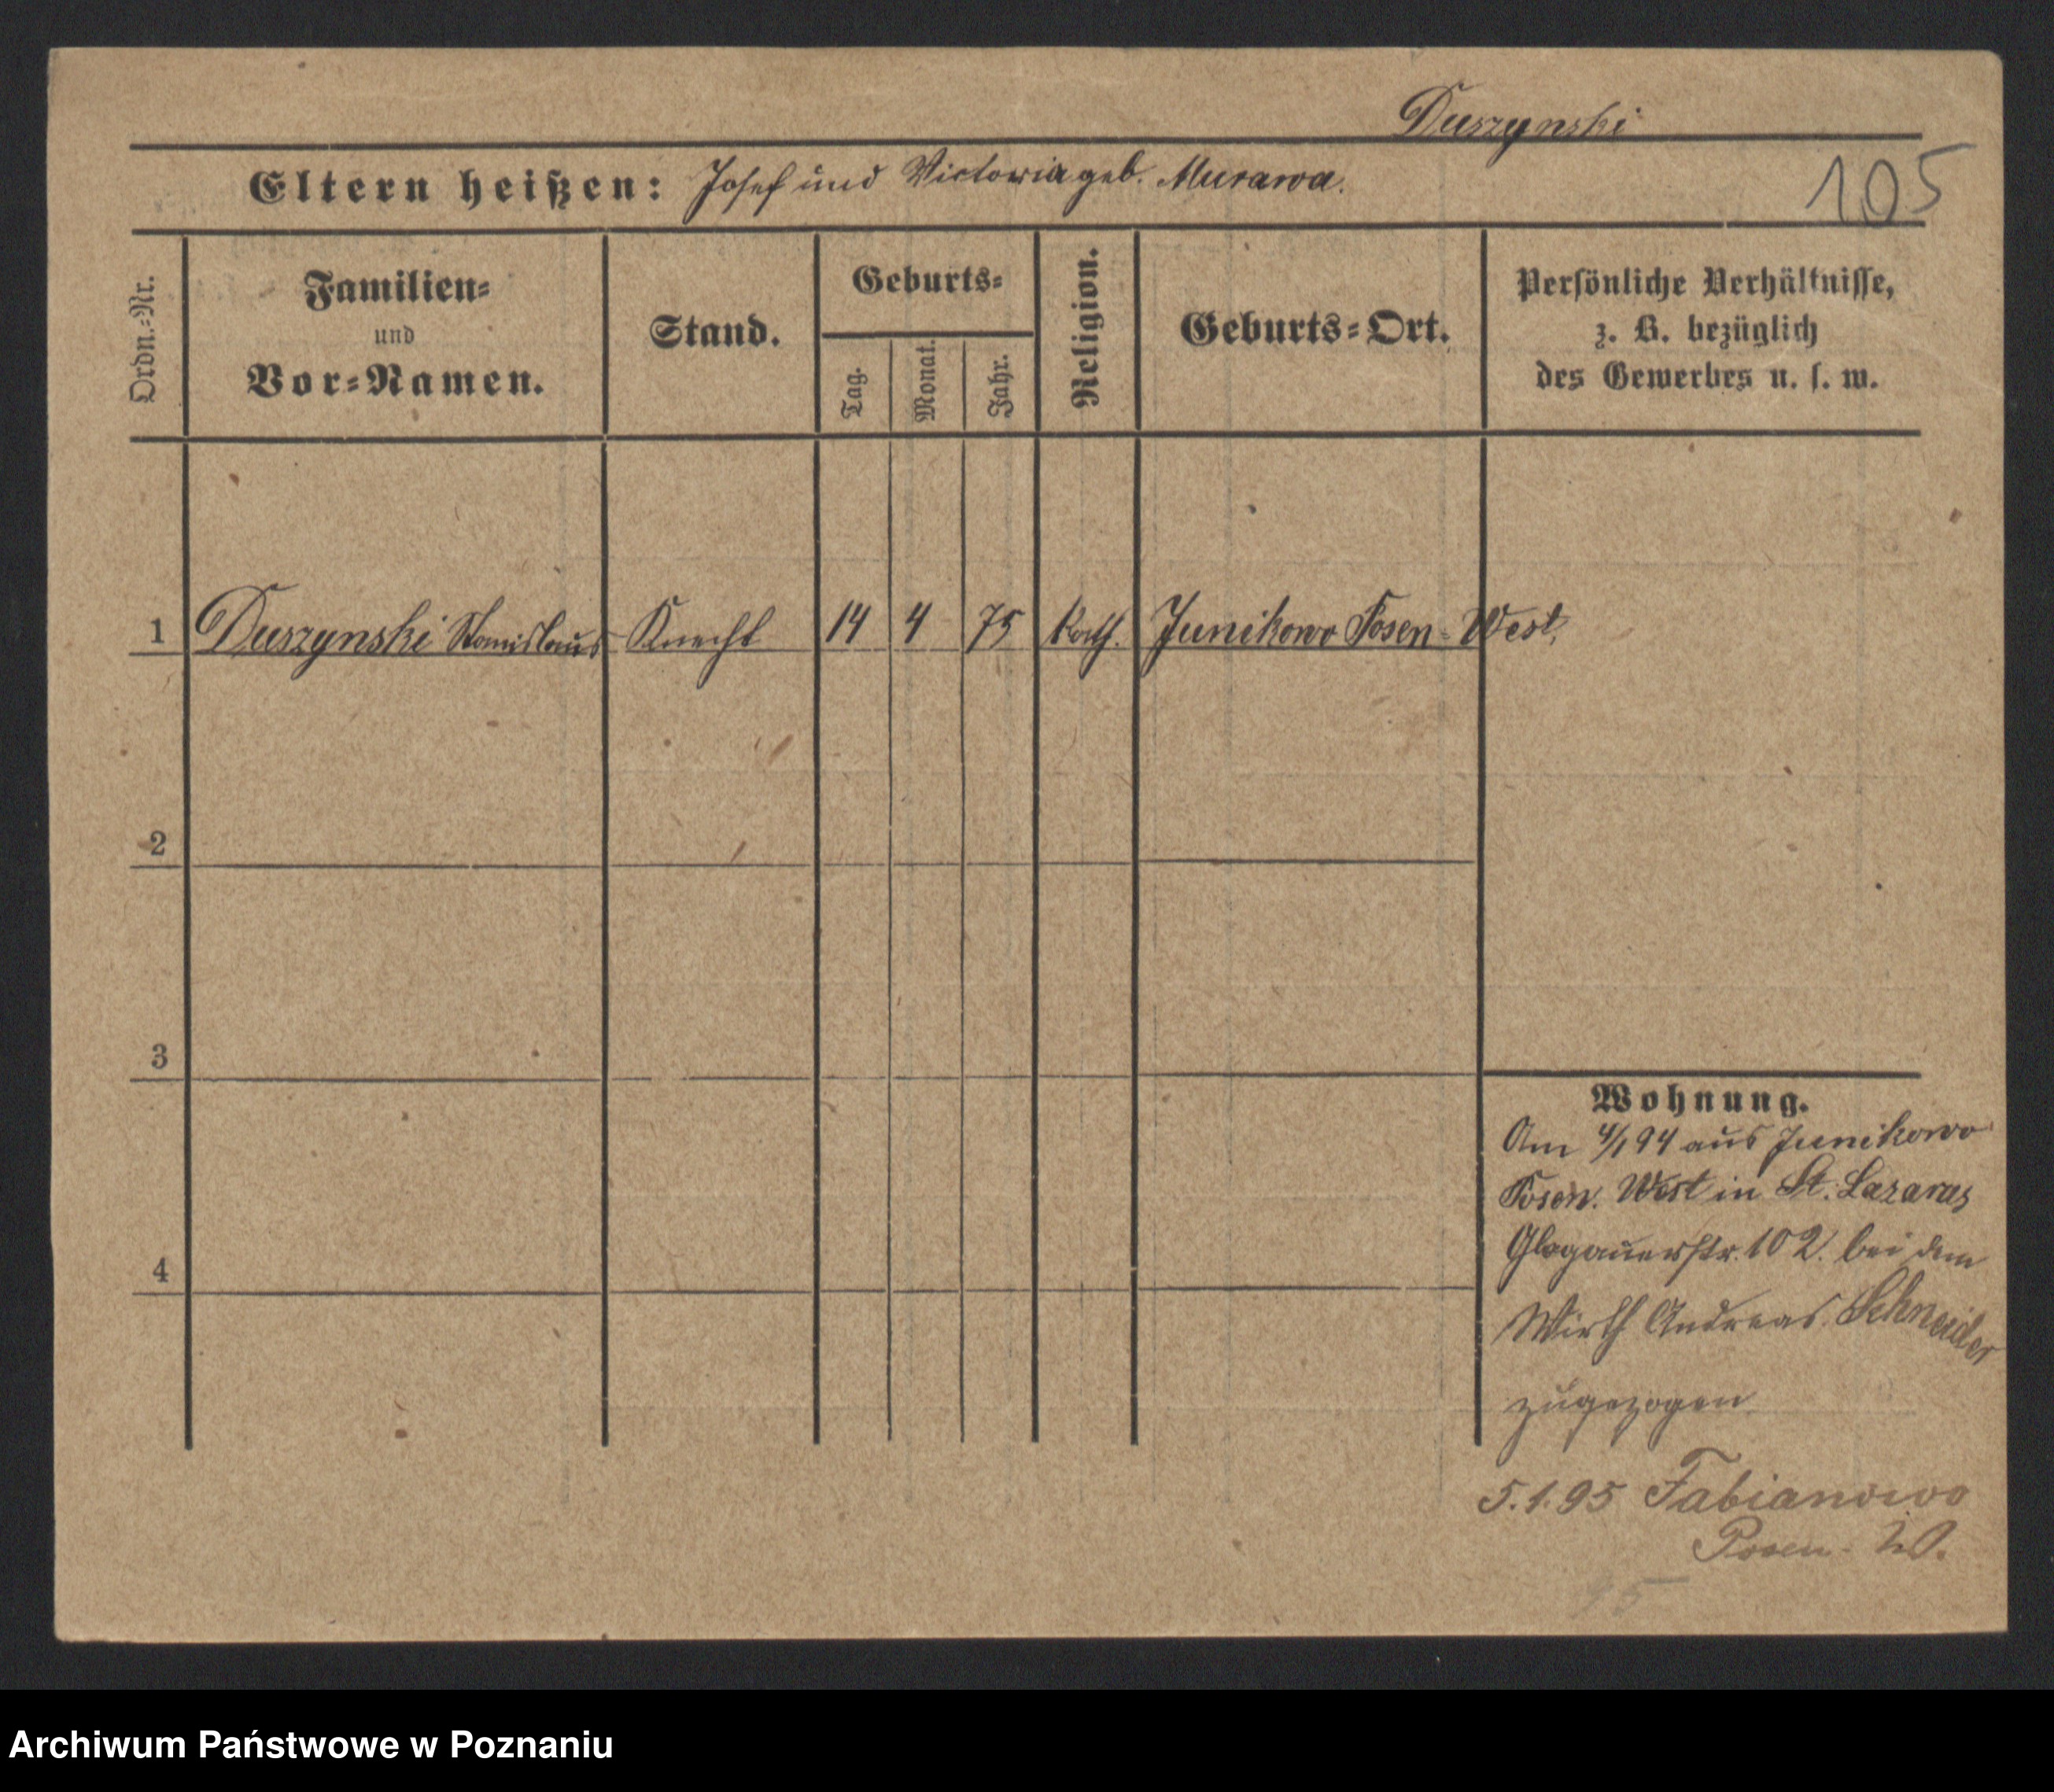 Duszynski
Eltern heißen: Josef und Victoria geb. Murawa.
105
Ordn.-Nr.
Familien-
und
Vor-Namen.
Stand.
Geburts-
Tag.
Monat.
Jahr.
Religion.
Geburts-Ort.
Persönliche Verhältnisse,
z. B. bezüglich
des Gewerbes u. s. w.
1 Duszynski Stanislaus Knecht 14 4 75 kath. Junikowo Posen-West.
2
3
4
Wohnung.
Am 4/1 94 aus Junikowo
Posen. West in St. Lazarus
Glogauerstr. 102. bei dem
Wirth Andreas Schneider
zugezogen
5.1.95 Fabianowo
Posen-W.
95
Archiwum Państwowe w Poznaniu